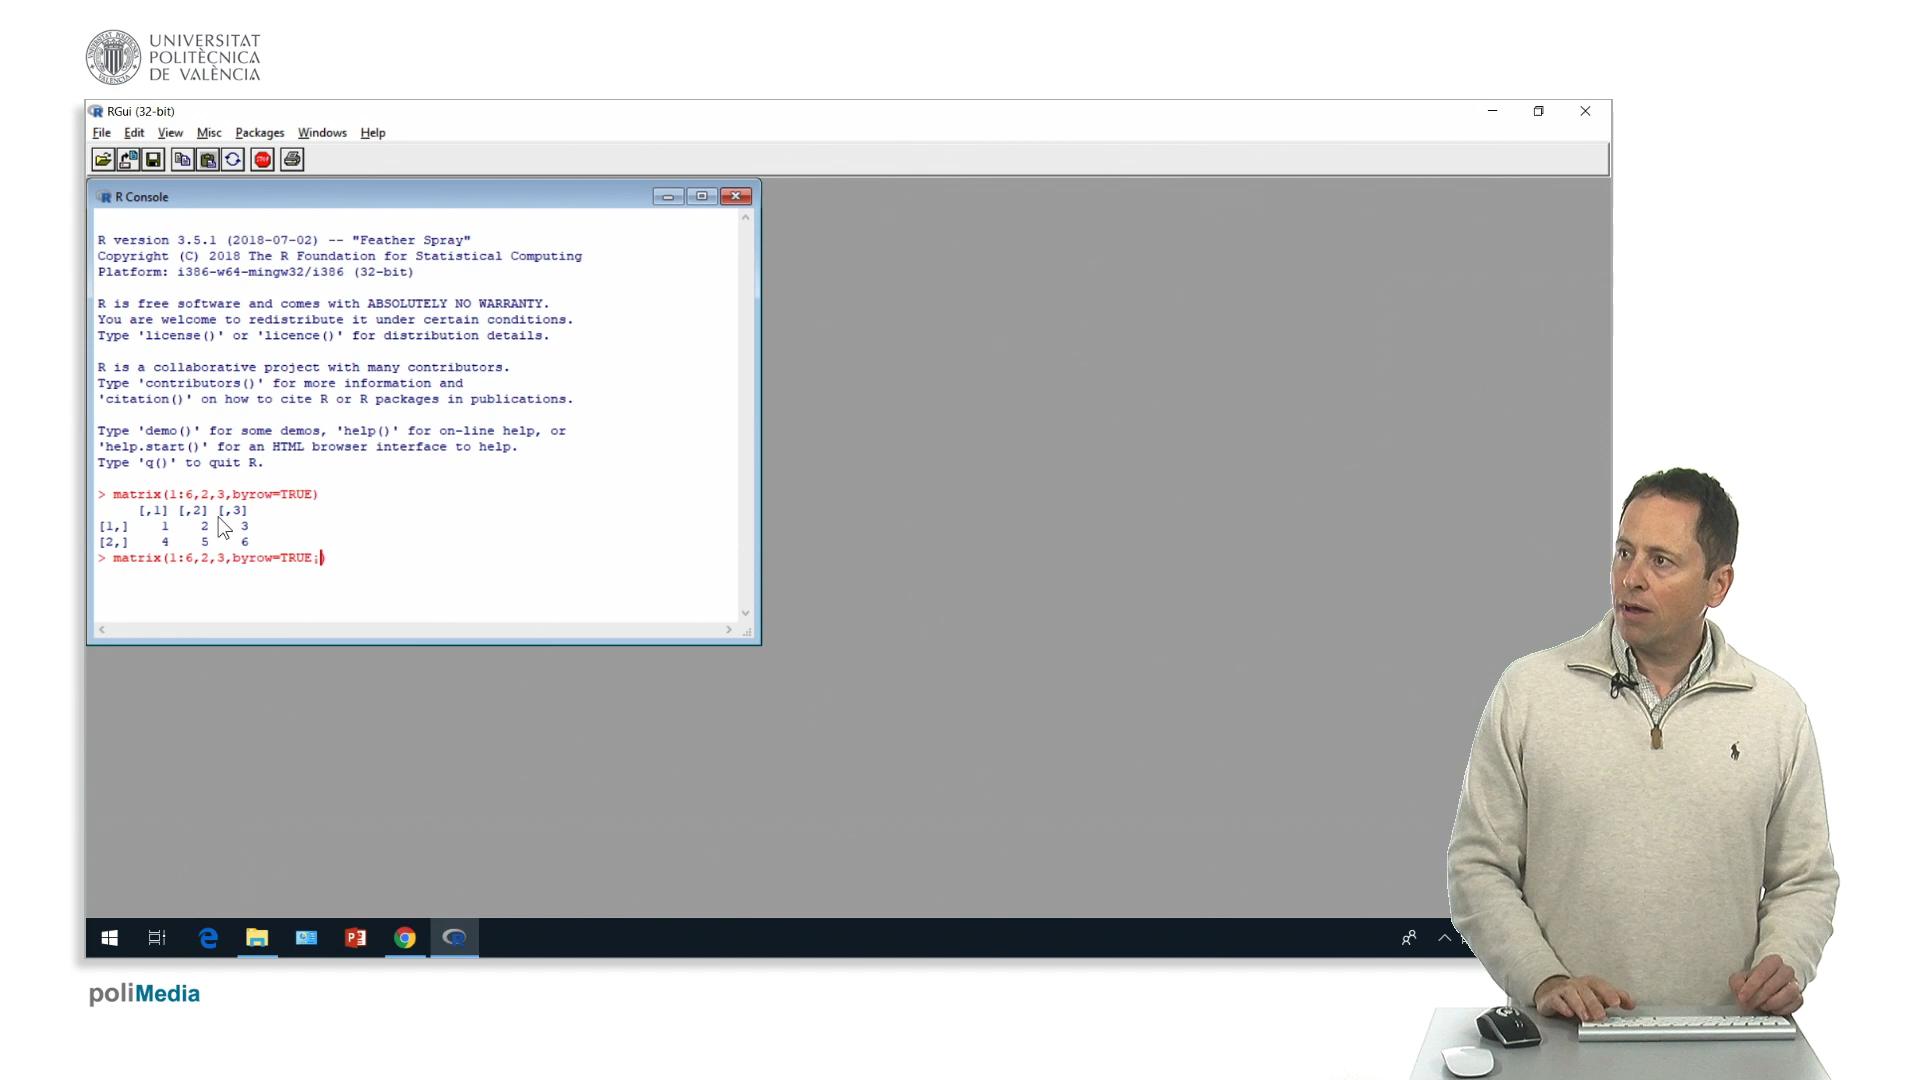 UNIVERSITAT
POLITÈCNICA
DE VALÈNCIA
RGui (32-bit)
File Edit View Misc Packages Windows Help
STOP
R Console
R version 3.5.1 (2018-07-02) -- "Feather Spray"
Copyright (C) 2018 The R Foundation for Statistical Computing
Platform: i386-w64-mingw32/i386 (32-bit)
R is free software and comes with ABSOLUTELY NO WARRANTY.
You are welcome to redistribute it under certain conditions.
Type 'license()' or 'licence()' for distribution details.
R is a collaborative project with many contributors.
Type 'contributors()' for more information and
'citation()' on how to cite R or R packages in publications.
Type 'demo()' for some demos, 'help()' for on-line help, or
'help.start()' for an HTML browser interface to help.
Type 'q()' to quit R.
> matrix(1:6,2,3,byrow=TRUE)
[,1] [,2] [,3]
[1,] 1 2 3
[2,] 4 5 6
> matrix(1:6,2,3,byrow=TRUE;)
poliMedia